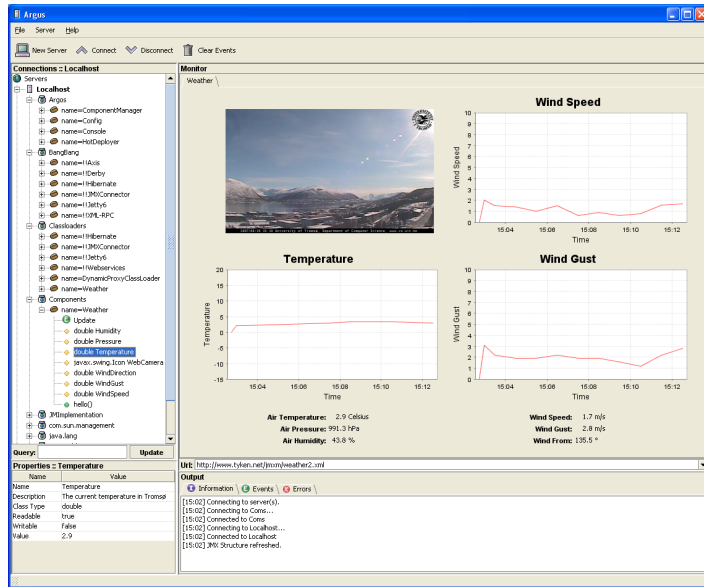 Argus
File Server Help
New Server Connect Disconnect Clear Events
Connections :: Localhost
Servers
Localhost
Argos
name=ComponentManager
name=Config
name=Console
name=HotDeployer
BangBang
name=!!Axis
name=!!Derby
name=!!Hibernate
name=!!JMXConnector
name=!!Jetty6
name=!!XML-RPC
Classloaders
name=!!Hibernate
name=!!JMXConnector
name=!!Jetty6
name=!!Webservices
name=DynamicProxyClassLoader
name=Weather
Components
name=Weather
Update
double Humidity
double Pressure
double Temperature
javax.swing.Icon WebCamera
double WindDirection
double WindGust
double WindSpeed
hello()
JMImplementation
com.sun.management
java.lang
Query: Update
Properties :: Temperature
Name Value
Name Temperature
Description The current temperature in Tromsø
Class Type double
Readable true
Writable false
Value 2.9
Monitor
Weather
Wind Speed
10
9
8
7
6
5
4
3
2
1
0
Wind Speed
15:04 15:06 15:08 15:10 15:12
Time
Temperature
20
15
10
5
0
-5
-10
-15
Temperature
15:04 15:06 15:08 15:10 15:12
Time
Wind Gust
10
9
8
7
6
5
4
3
2
1
0
Wind Gust
15:04 15:06 15:08 15:10 15:12
Time
Air Temperature: 2.9 Celsius
Air Pressure: 991.3 hPa
Air Humidity: 43.8 %
Wind Speed: 1.7 m/s
Wind Gust: 2.8 m/s
Wind From: 135.5 °
Url: http://www.tyken.net/jmxm/weather2.xml
Output
Information Events Errors
[15:02] Connecting to server(s).
[15:02] Connecting to Coms...
[15:02] Connected to Coms
[15:02] Connecting to Localhost...
[15:02] Connected to Localhost
[15:02] JMX Structure refreshed.